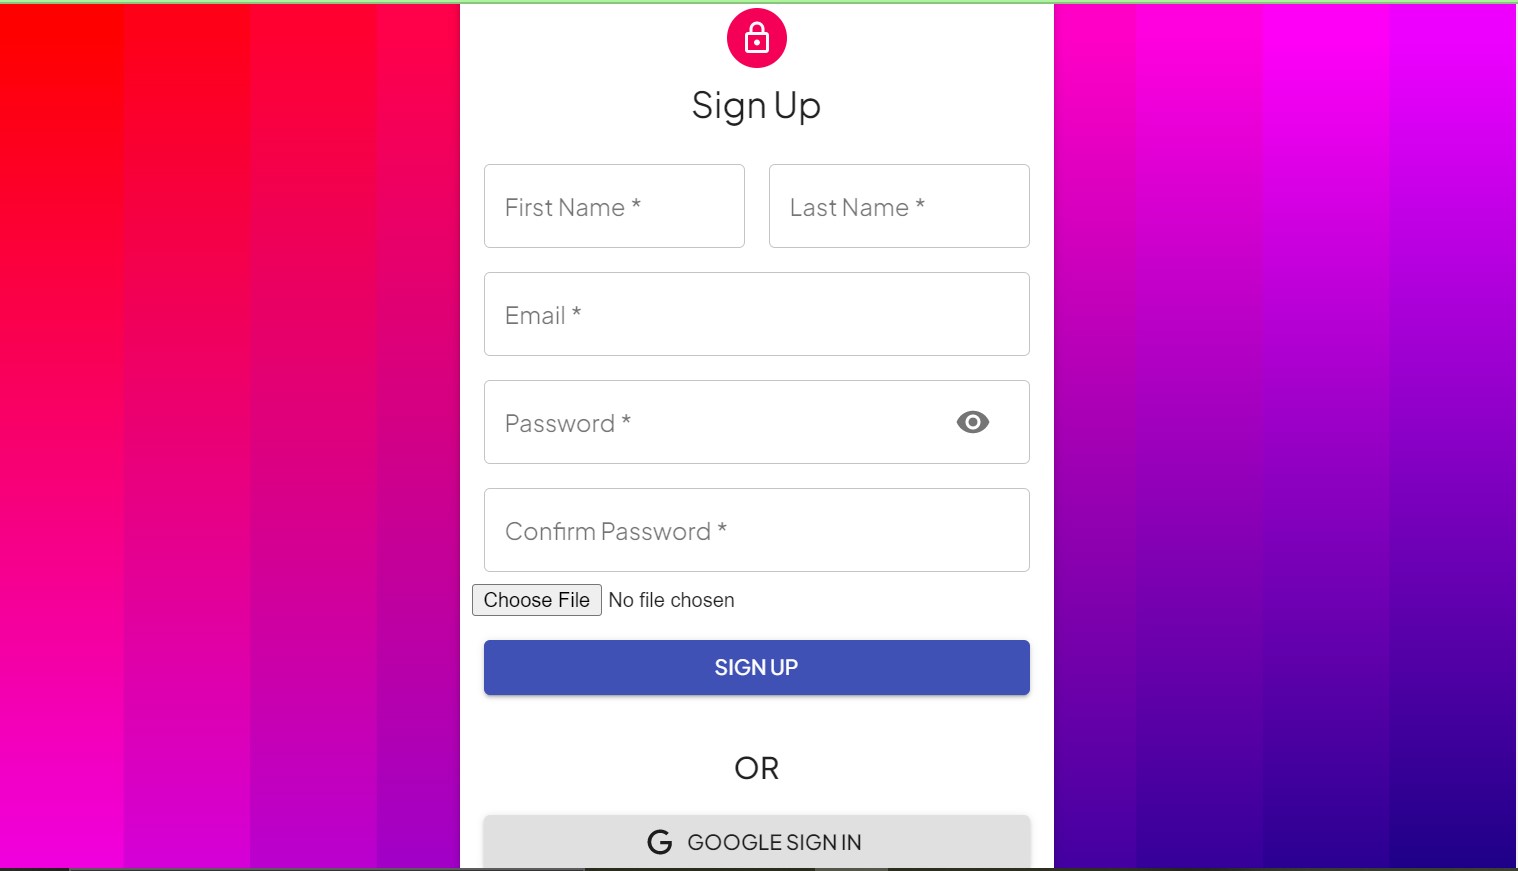 Sign Up
First Name * Last Name *
Email *
Password *
Confirm Password *
Choose File No file chosen
SIGN UP
OR
GOOGLE SIGN IN